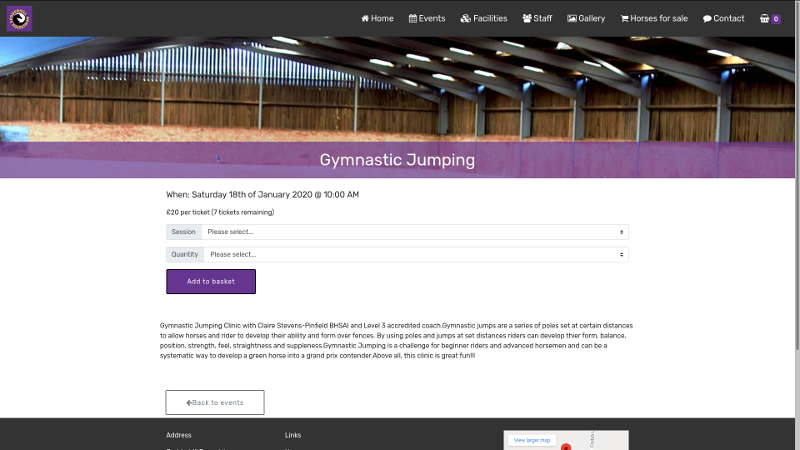 Home Events Facilities Staff Gallery Horses for sale Contact 0
Gymnastic Jumping
When: Saturday 18th of January 2020 @ 10:00 AM
£20 per ticket (7 tickets remaining)
Session Please select...
Quantity Please select...
Add to basket
Gymnastic Jumping Clinic with Claire Stevens-Pinfield BHSAI and Level 3 accredited coach.Gymnastic jumps are a series of poles set at certain distances
to allow horses and rider to develop their ability and form over fences. By using poles and jumps at set distances riders can develop thier form, balance,
position, strength, feel, straightness and suppleness.Gymnastic Jumping is a challenge for beginner riders and advanced horsemen and can be a
systematic way to develop a green horse into a grand prix contender.Above all, this clinic is great fun!!!
Back to events
Address Links
View larger map